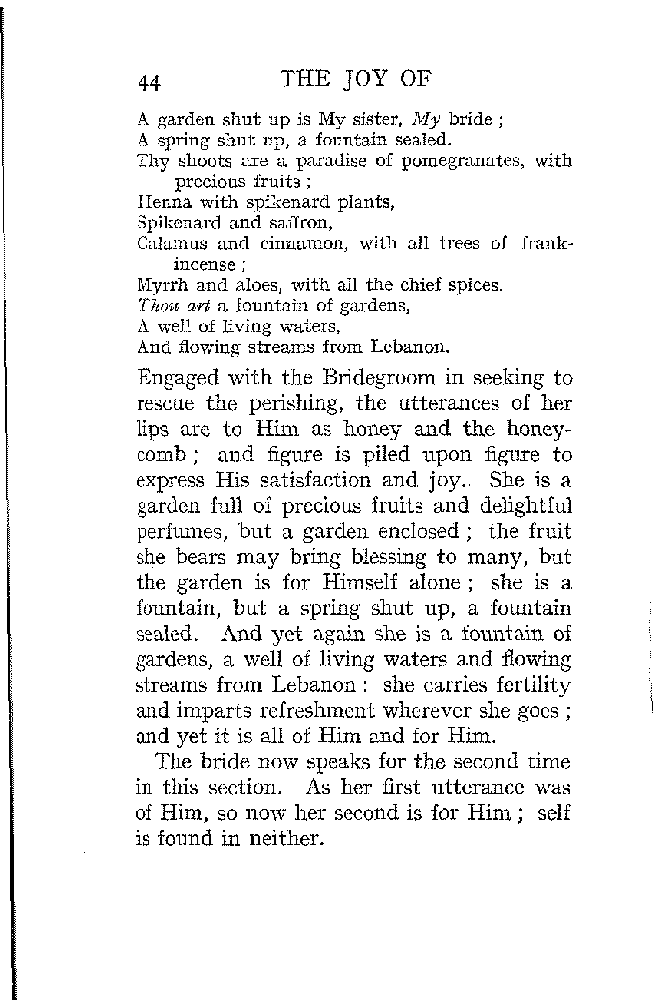 44 THE JOY OF
A garden shut up is My sister, My bride ;
A spring shut up, a fountain sealed.
Thy shoots are a paradise of pomegranates, with
precious fruits ;
Henna with spikenard plants,
Spikenard and saffron,
Calamus and cinnamon, with all trees of frank-
incense ;
Myrrh and aloes, with all the chief spices.
Thou art a fountain of gardens,
A well of living waters,
And flowing streams from Lebanon.
Engaged with the Bridegroom in seeking to
rescue the perishing, the utterances of her
lips are to Him as honey and the honey-
comb ; and figure is piled upon figure to
express His satisfaction and joy.. She is a
garden full of precious fruits and delightful
perfumes, but a garden enclosed ; the fruit
she bears may bring blessing to many, but
the garden is for Himself alone ; she is a
fountain, but a spring shut up, a fountain
sealed. And yet again she is a fountain of
gardens, a well of living waters and flowing
streams from Lebanon : she carries fertility
and imparts refreshment wherever she goes ;
and yet it is all of Him and for Him.
The bride now speaks for the second time
in this section. As her first utterance was
of Him, so now her second is for Him ; self
is found in neither.